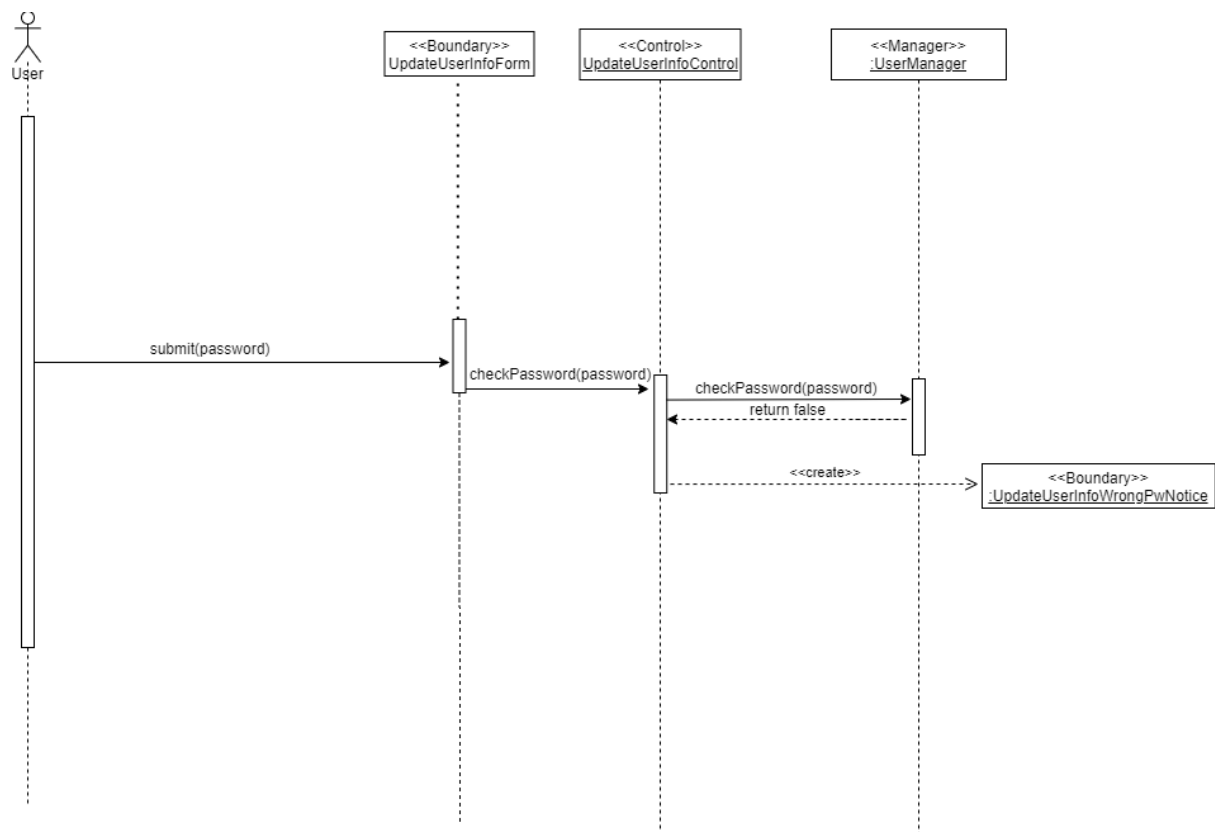 User
<<Boundary>>
UpdateUserInfoForm
<<Control>>
UpdateUserInfoControl
<<Manager>>
:UserManager
submit(password)
checkPassword(password)
checkPassword(password)
return false
<<create>>
<<Boundary>>
:UpdateUserInfoWrongPwNotice